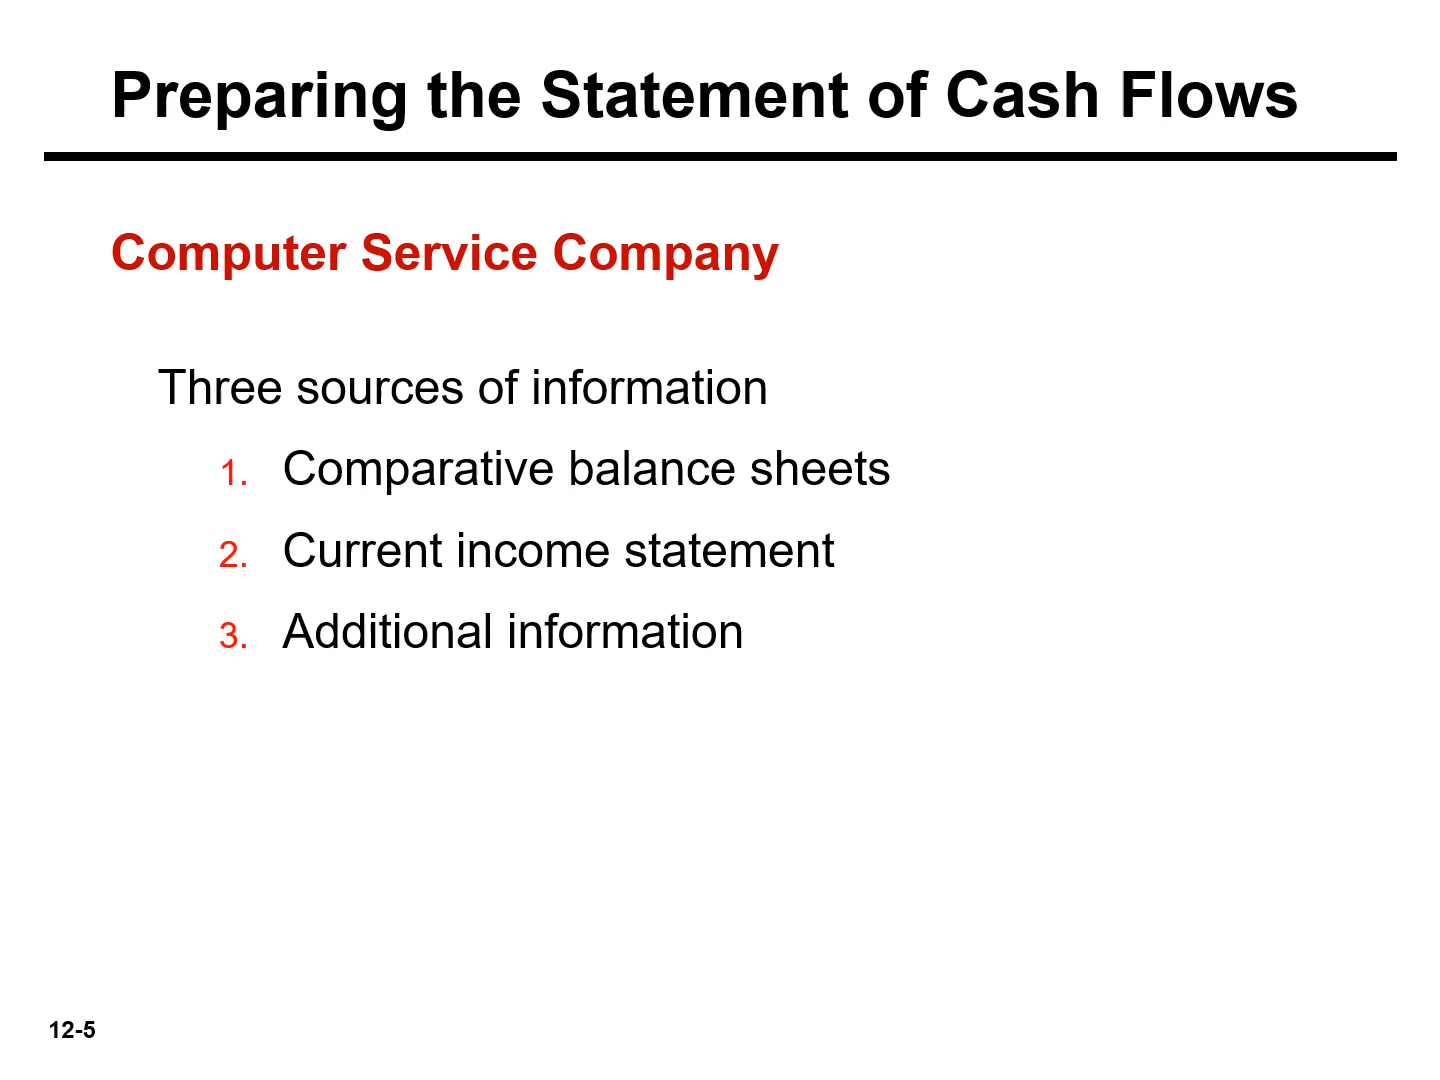 Preparing the Statement of Cash Flows
Computer Service Company
Three sources of information
1. Comparative balance sheets
2. Current income statement
3. Additional information
12-5